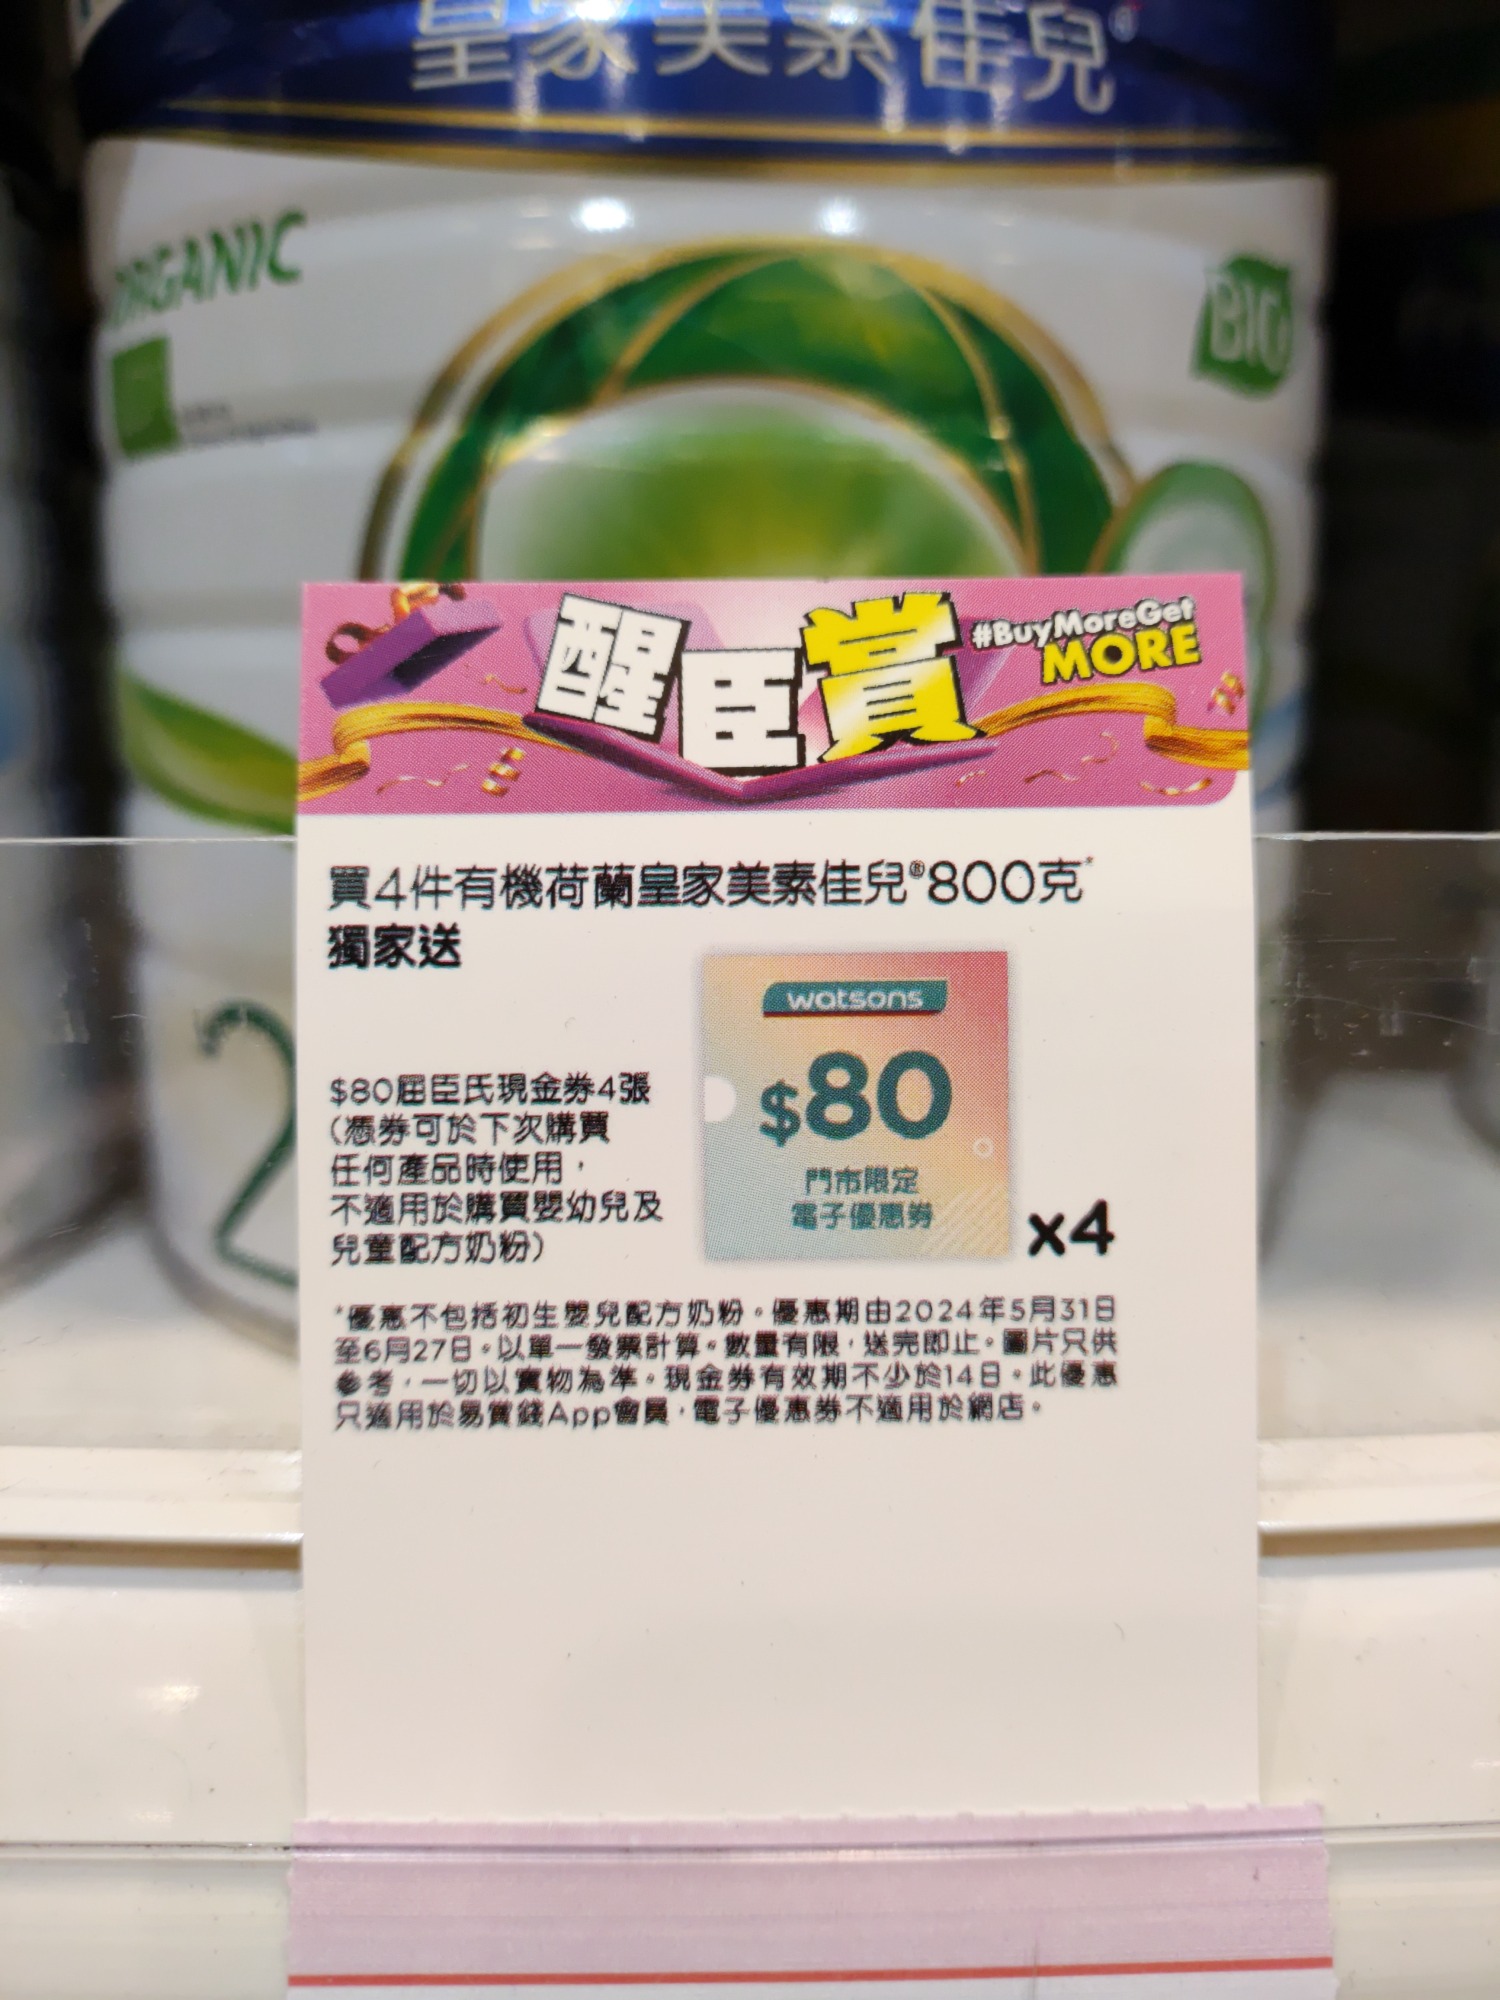 皇家美素佳兒
ORGANIC
BIO
醒臣賞
#BuyMoreGet
MORE
買4件有機荷蘭皇家美素佳兒®800克*
獨家送
watsons
$80
門市限定
電子優惠券
x4
$80屈臣氏現金券4張
(憑券可於下次購買
任何產品時使用，
不適用於購買嬰幼兒及
兒童配方奶粉)
*優惠不包括初生嬰兒配方奶粉。優惠期由2024年5月31日
至6月27日。以單一發票計算。數量有限，送完即止。圖片只供
參考，一切以實物為準。現金券有效期不少於14日。此優惠
只適用於易賞錢App會員，電子優惠券不適用於網店。
2